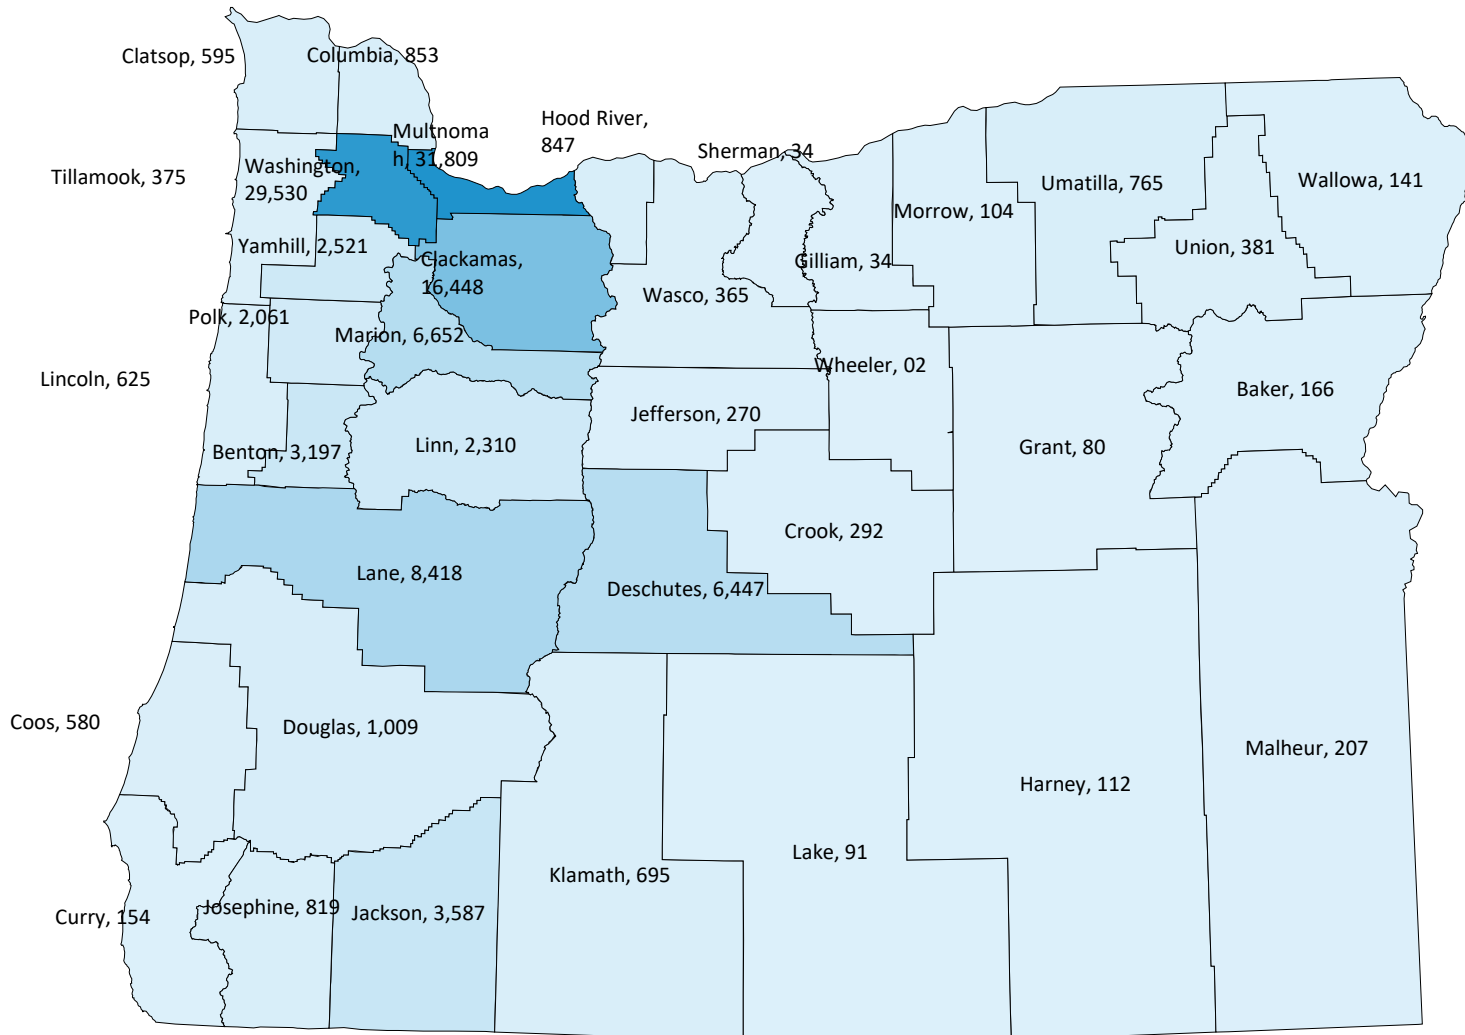 Clatsop, 595
Columbia, 853
Hood River,
847
Multnoma
h, 31,809
Sherman, 34
Washington,
29,530
Tillamook, 375
Umatilla, 765
Wallowa, 141
Morrow, 104
Yamhill, 2,521
Union, 381
Clackamas,
16,448
Gilliam, 34
Wasco, 365
Polk, 2,061
Marion, 6,652
Wheeler, 02
Lincoln, 625
Baker, 166
Jefferson, 270
Benton, 3,197
Linn, 2,310
Grant, 80
Crook, 292
Lane, 8,418
Deschutes, 6,447
Coos, 580
Douglas, 1,009
Malheur, 207
Harney, 112
Lake, 91
Klamath, 695
Curry, 154
Josephine, 819
Jackson, 3,587